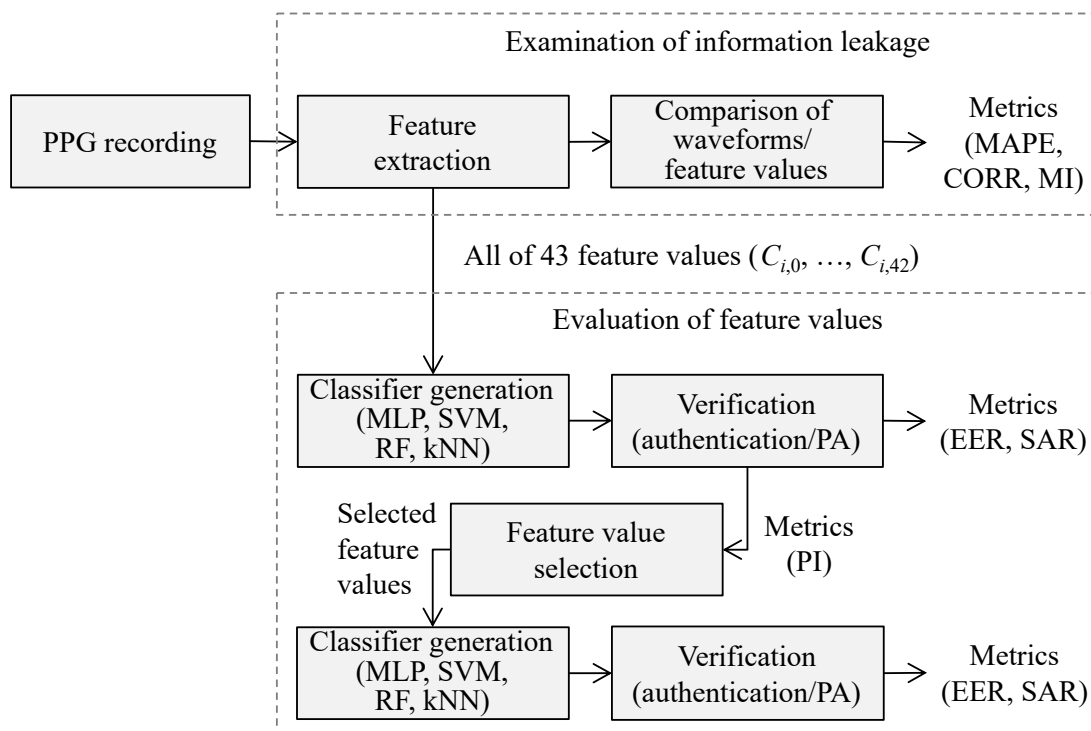 Examination of information leakage
PPG recording
Feature
extraction
Comparison of
waveforms/
feature values
Metrics
(MAPE,
CORR, MI)
All of 43 feature values (C_{i,0}, …, C_{i,42})
Evaluation of feature values
Classifier generation
(MLP, SVM,
RF, kNN)
Verification
(authentication/PA)
Metrics
(EER, SAR)
Selected
feature
values
Feature value
selection
Metrics
(PI)
Classifier generation
(MLP, SVM,
RF, kNN)
Verification
(authentication/PA)
Metrics
(EER, SAR)